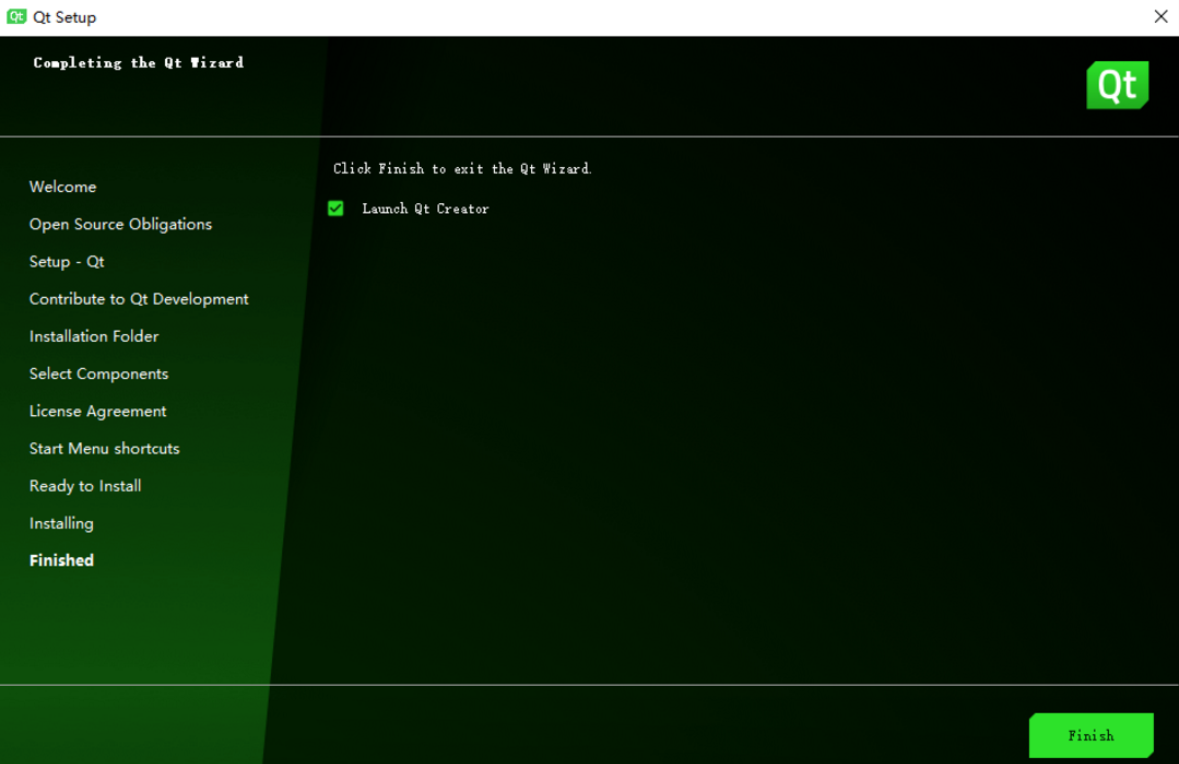 Qt Qt Setup
Completing the Qt Wizard
Qt
Welcome
Open Source Obligations
Setup - Qt
Contribute to Qt Development
Installation Folder
Select Components
License Agreement
Start Menu shortcuts
Ready to Install
Installing
Finished
Click Finish to exit the Qt Wizard.
Launch Qt Creator
Finish